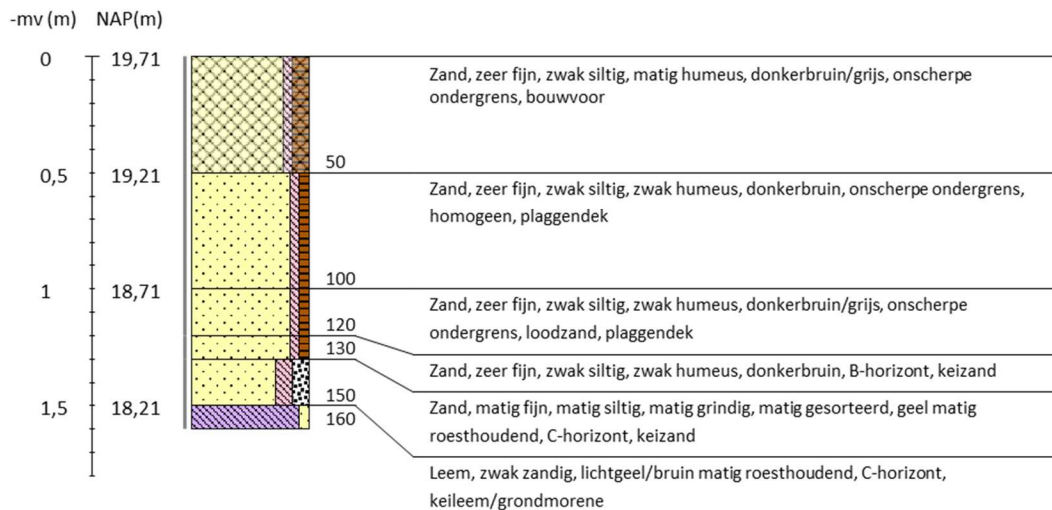 -mv (m) NAP(m)
0 19,71
Zand, zeer fijn, zwak siltig, matig humeus, donkerbruin/grijs, onscherpe
ondergrens, bouwvoor
50
0,5 19,21
Zand, zeer fijn, zwak siltig, zwak humeus, donkerbruin, onscherpe ondergrens,
homogeen, plaggendek
100
1 18,71
Zand, zeer fijn, zwak siltig, zwak humeus, donkerbruin/grijs, onscherpe
ondergrens, loodzand, plaggendek
120
130
Zand, zeer fijn, zwak siltig, zwak humeus, donkerbruin, B-horizont, keizand
150
1,5 18,21
Zand, matig fijn, matig siltig, matig grindig, matig gesorteerd, geel matig
roesthoudend, C-horizont, keizand
160
Leem, zwak zandig, lichtgeel/bruin matig roesthoudend, C-horizont,
keileem/grondmorene